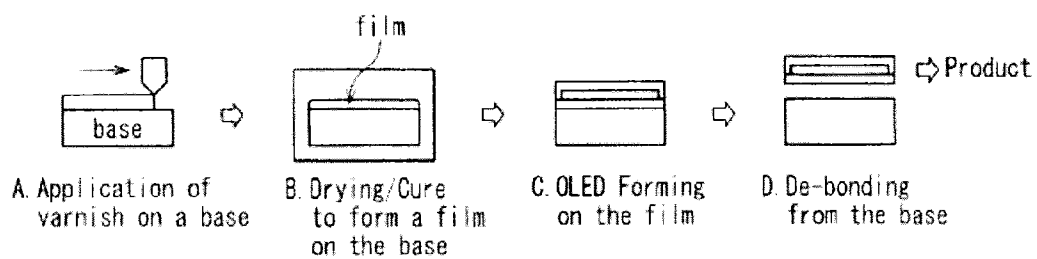 film
Product
base
A. Application of
varnish on a base
B. Drying/Cure
to form a film
on the base
C. OLED Forming
on the film
D. De-bonding
from the base